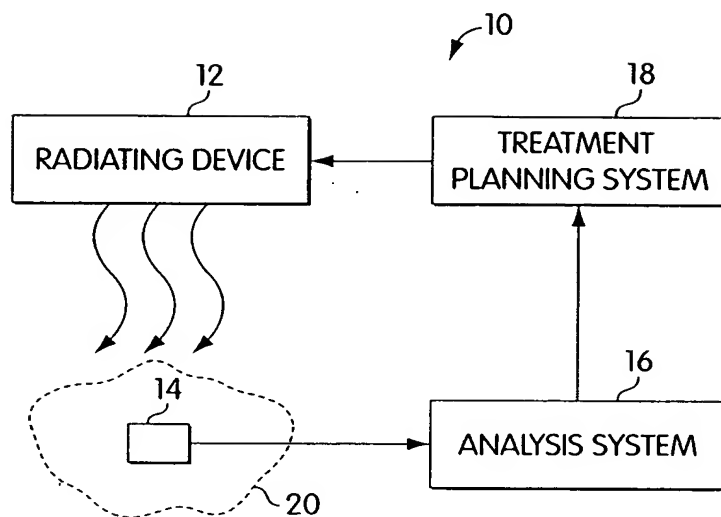 10
12
18
RADIATING DEVICE
TREATMENT
PLANNING SYSTEM
14
16
ANALYSIS SYSTEM
20